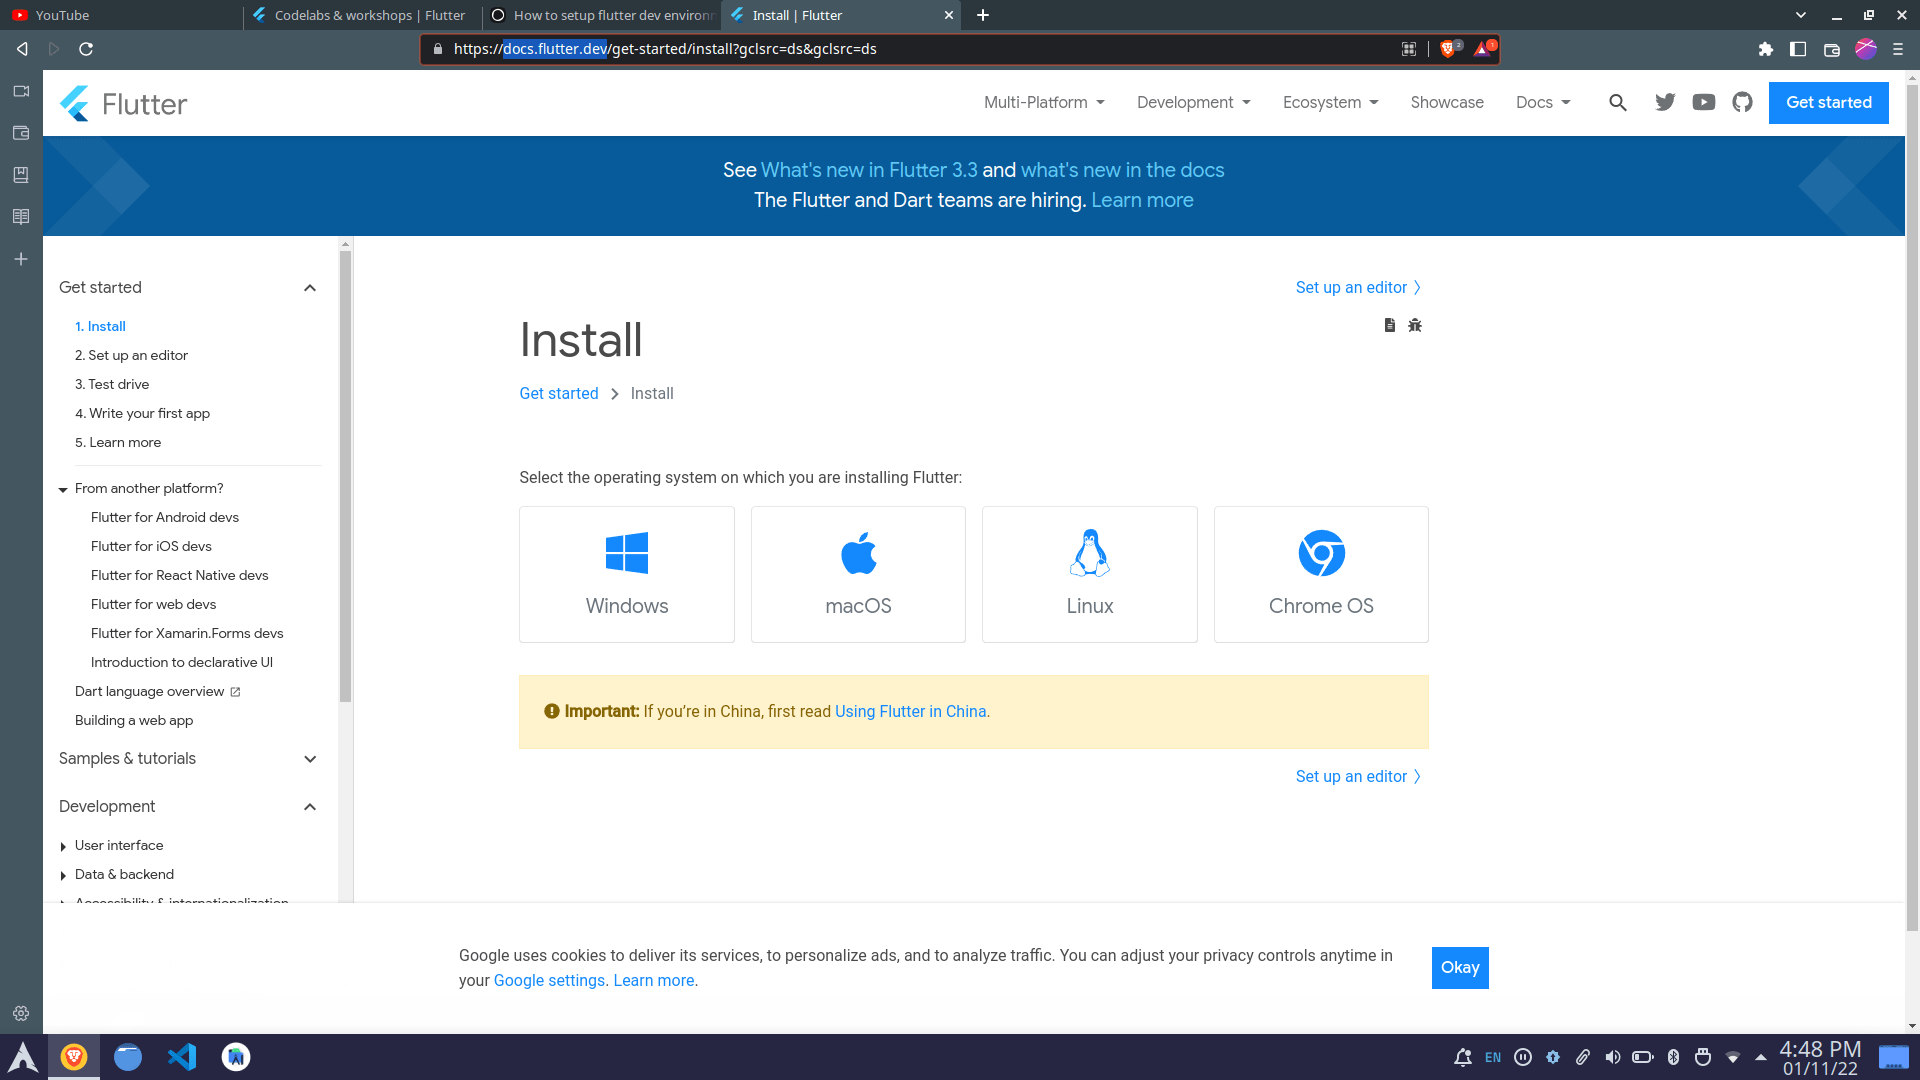 YouTube
Codelabs & workshops | Flutter
How to setup flutter dev environ
Install | Flutter
https://docs.flutter.dev/get-started/install?gclsrc=ds&gclsrc=ds
2
1
Flutter
Multi-Platform
Development
Ecosystem
Showcase
Docs
Get started
See What's new in Flutter 3.3 and what's new in the docs
The Flutter and Dart teams are hiring. Learn more
Get started
1. Install
2. Set up an editor
3. Test drive
4. Write your first app
5. Learn more
From another platform?
Flutter for Android devs
Flutter for iOS devs
Flutter for React Native devs
Flutter for web devs
Flutter for Xamarin.Forms devs
Introduction to declarative UI
Dart language overview
Building a web app
Samples & tutorials
Development
User interface
Data & backend
Accessibility & internationalization
Set up an editor
Install
Get started > Install
Select the operating system on which you are installing Flutter:
Windows
macOS
Linux
Chrome OS
Important: If you’re in China, first read Using Flutter in China.
Set up an editor
Google uses cookies to deliver its services, to personalize ads, and to analyze traffic. You can adjust your privacy controls anytime in
your Google settings. Learn more.
Okay
EN
4:48 PM
01/11/22